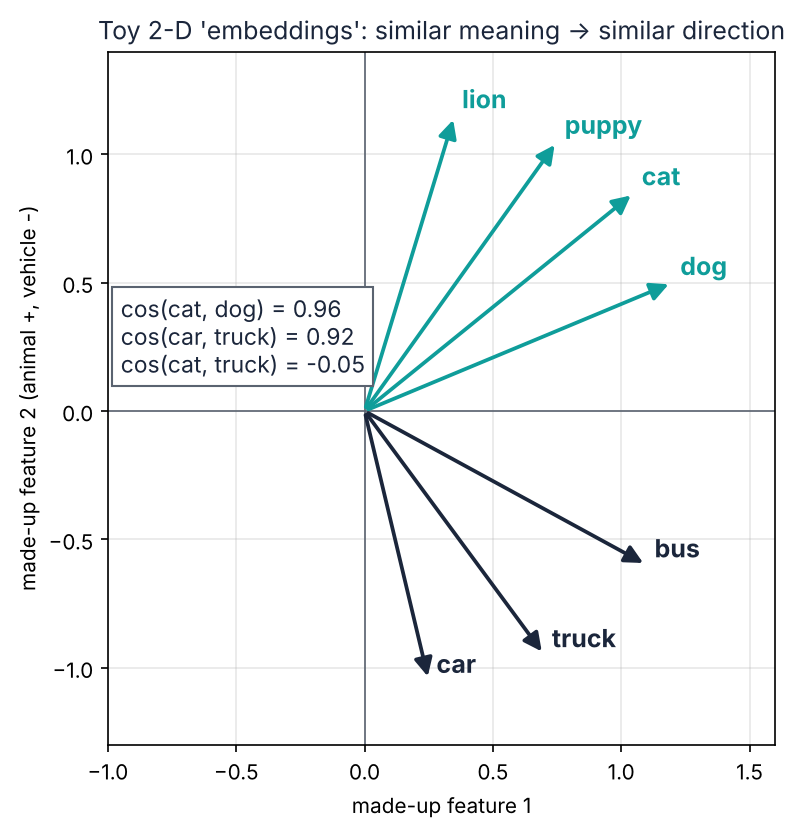 Toy 2-D 'embeddings': similar meaning → similar direction
lion
puppy
cat
dog
cos(cat, dog) = 0.96
cos(car, truck) = 0.92
cos(cat, truck) = -0.05
bus
truck
car
made-up feature 2 (animal +, vehicle -)
1.0
0.5
0.0
−0.5
−1.0
−1.0
−0.5
0.0
0.5
1.0
1.5
made-up feature 1